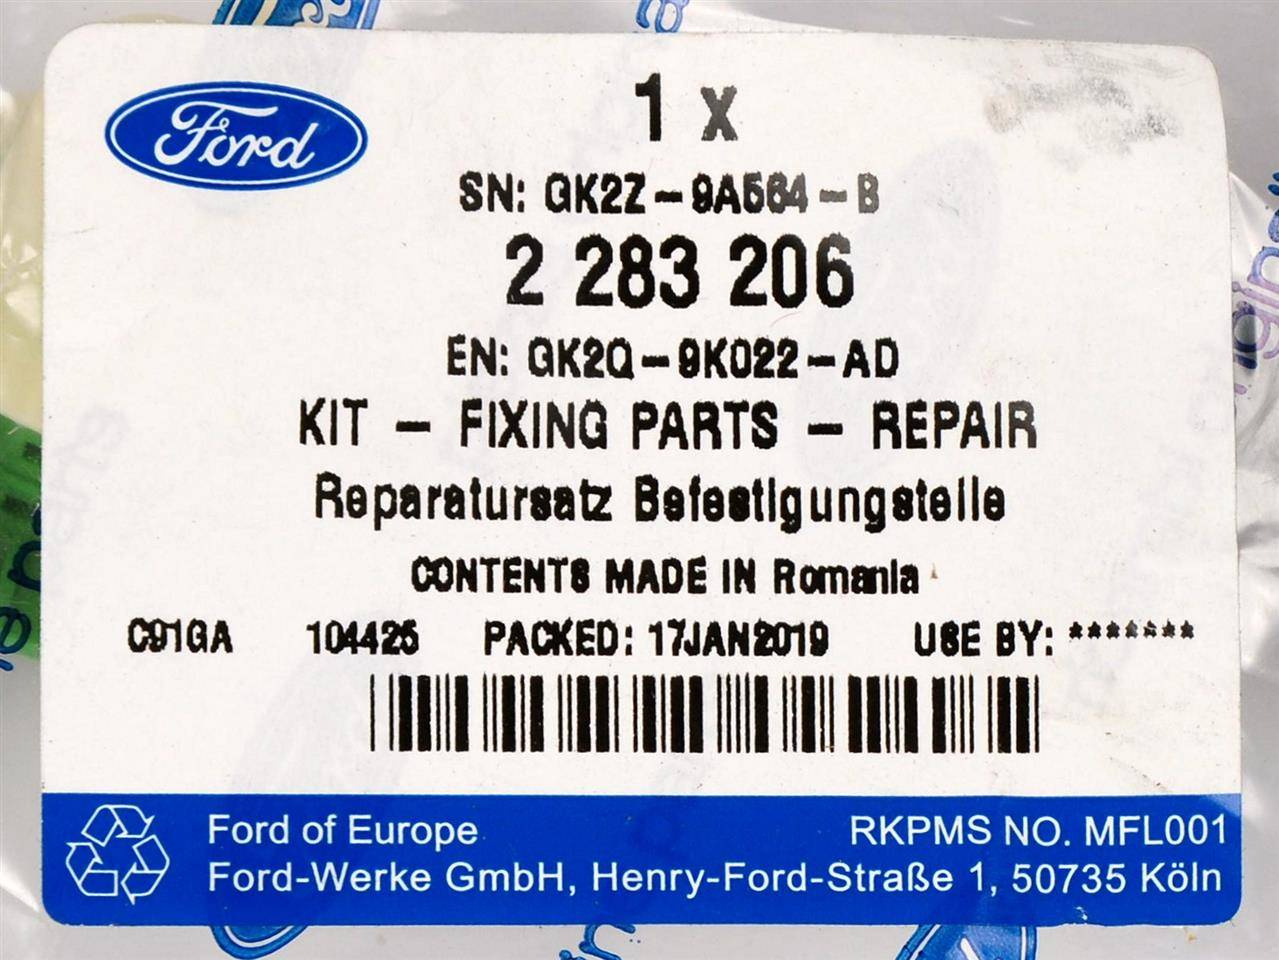 Ford
1 x
SN: GK2Z-9A564-B
2 283 206
EN: GK2Q-9K022-AD
KIT - FIXING PARTS - REPAIR
Reparatursatz Befestigungsteile
CONTENTS MADE IN Romania
C91GA 104425 PACKED: 17JAN2019 USE BY: *******
Ford of Europe RKPMS NO. MFL001
Ford-Werke GmbH, Henry-Ford-Straße 1, 50735 Köln